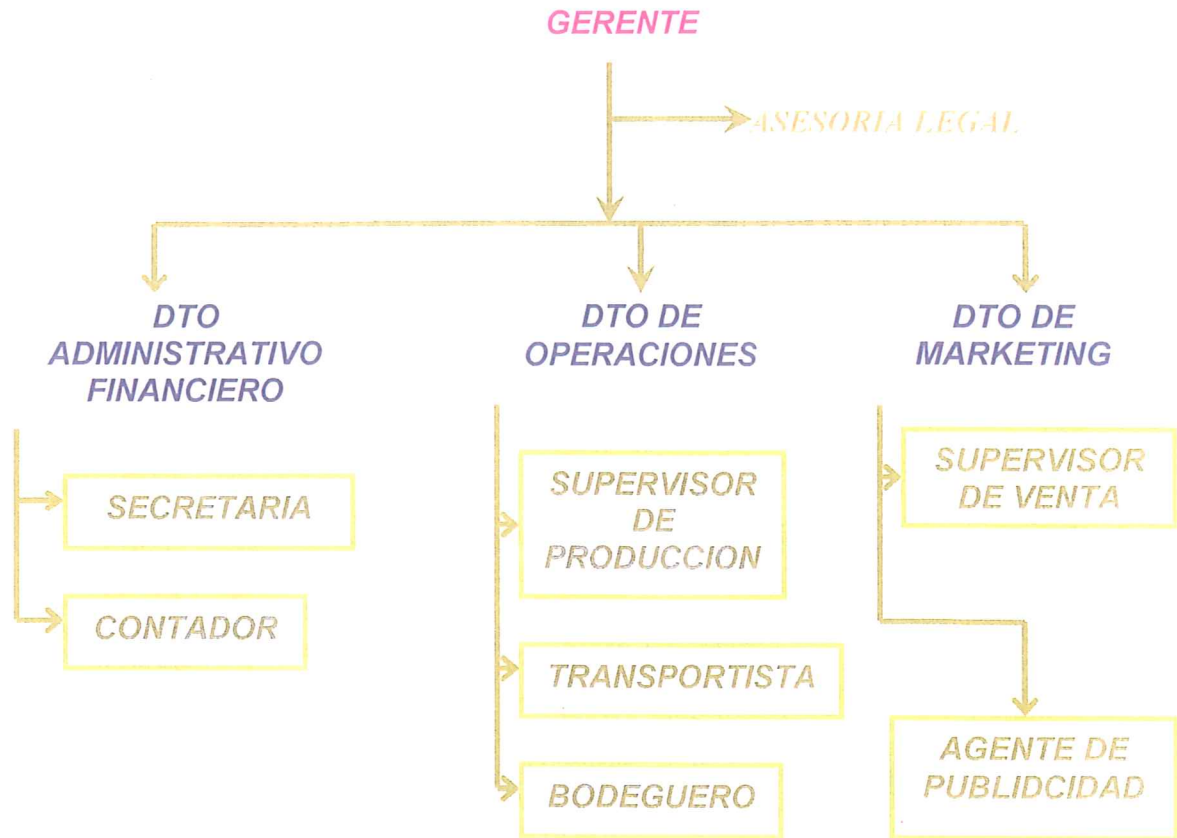 GERENTE
ASESORIA LEGAL
DTO
ADMINISTRATIVO
FINANCIERO
SECRETARIA
CONTADOR
DTO DE
OPERACIONES
SUPERVISOR
DE
PRODUCCION
TRANSPORTISTA
BODEGUERO
DTO DE
MARKETING
SUPERVISOR
DE VENTA
AGENTE DE
PUBLIDCIDAD